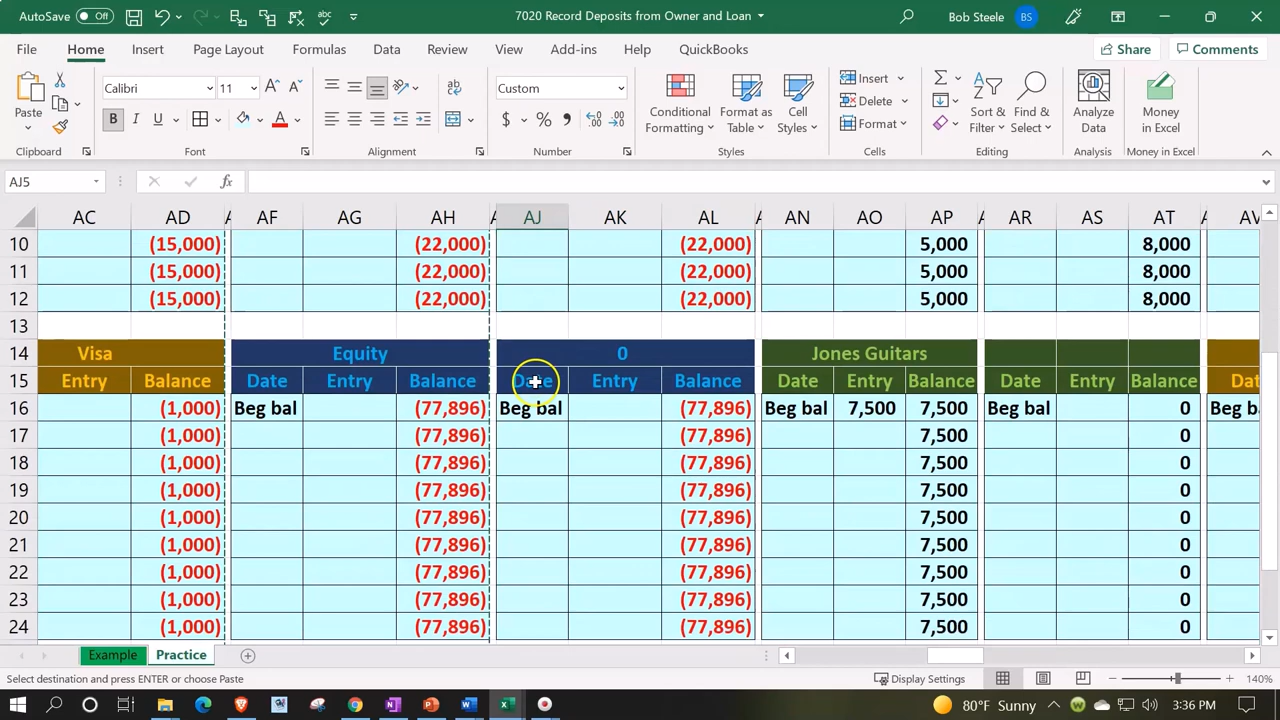 AutoSave Off 7020 Record Deposits from Owner and Loan Bob Steele BS
File Home Insert Page Layout Formulas Data Review View Add-ins Help QuickBooks Share Comments
Paste Calibri 11 Custom Conditional Formatting Format as Table Cell Styles Insert Delete Format Sort & Filter Find & Select Analyze Data Money in Excel
Clipboard Font Alignment Number Styles Cells Editing Analysis Money in Excel
AJ5 fx
AC AD A AF AG AH A AJ AK AL A AN AO AP A AR AS AT A AV
10 (15,000) (22,000) (22,000) 5,000 8,000
11 (15,000) (22,000) (22,000) 5,000 8,000
12 (15,000) (22,000) (22,000) 5,000 8,000
13
14 Visa Equity 0 Jones Guitars
15 Entry Balance Date Entry Balance Date Entry Balance Date Entry Balance Date Entry Balance Dat
16 (1,000) Beg bal (77,896) Beg bal (77,896) Beg bal 7,500 7,500 Beg bal 0 Beg ba
17 (1,000) (77,896) (77,896) 7,500 0
18 (1,000) (77,896) (77,896) 7,500 0
19 (1,000) (77,896) (77,896) 7,500 0
20 (1,000) (77,896) (77,896) 7,500 0
21 (1,000) (77,896) (77,896) 7,500 0
22 (1,000) (77,896) (77,896) 7,500 0
23 (1,000) (77,896) (77,896) 7,500 0
24 (1,000) (77,896) (77,896) 7,500 0
Example Practice
Select destination and press ENTER or choose Paste Display Settings 140%
80°F Sunny 3:36 PM